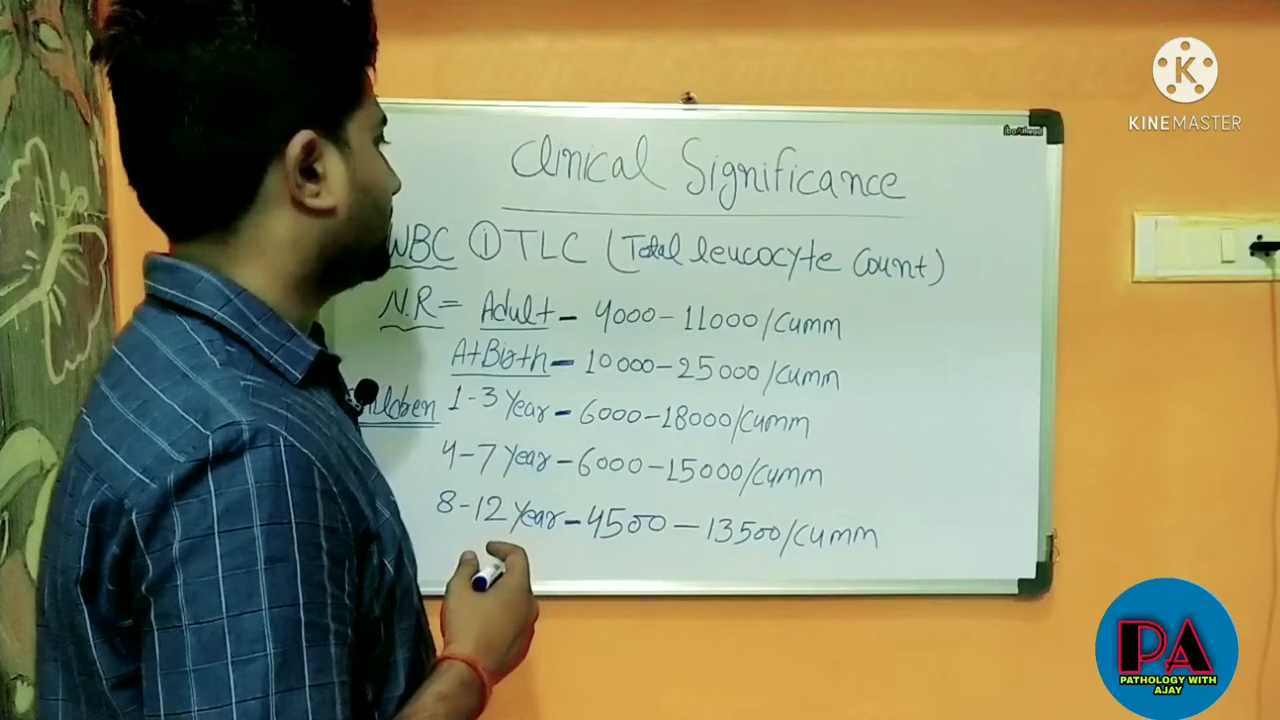 Clinical Significance
WBC ① TLC (Total leucocyte Count)
N.R = Adult - 4000 - 11000/Cumm
At Birth - 10000 - 25000/Cumm
Children 1 - 3 Year - 6000 - 18000/Cumm
4 - 7 Year - 6000 - 15000/Cumm
8 - 12 Year - 4500 - 13500/Cumm
K
KINEMASTER
PA
PATHOLOGY WITH
AJAY